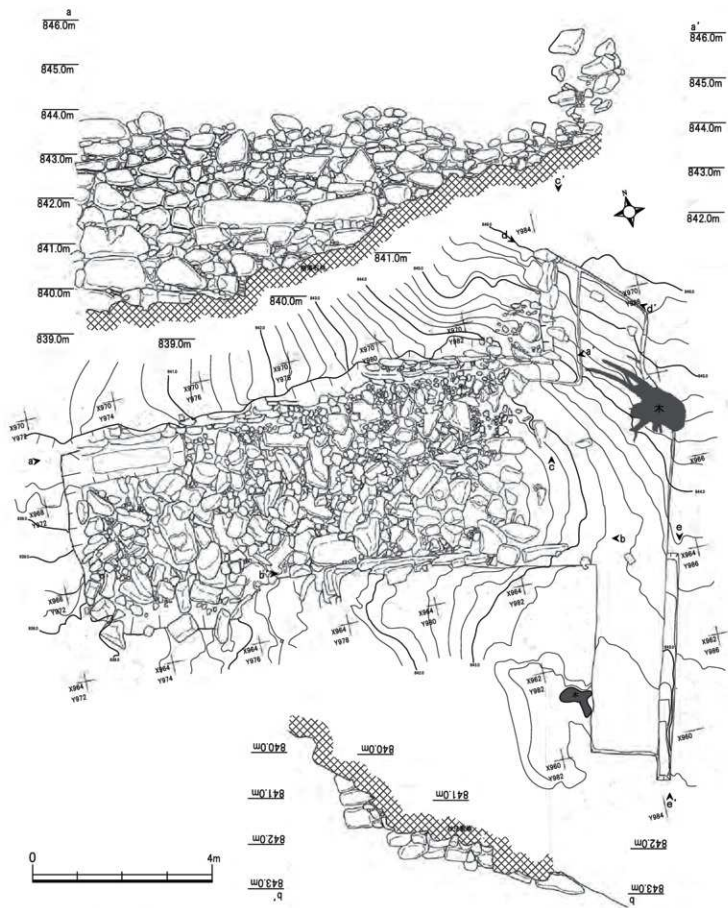 a
846.0m
845.0m
844.0m
843.0m
842.0m
841.0m
840.0m
839.0m
a'
846.0m
845.0m
844.0m
843.0m
842.0m
841.0m
840.0m
839.0m
c'
N
d
Y984
X970
d'
a
X970
Y982
X970
X970
Y978
X970
Y976
X970
Y974
X970
a
木
X966
c
b
e
X964
Y986
X968
Y972
Y972
b'
X964
Y982
X964
Y980
X964
Y978
X964
Y976
X964
Y974
X964
Y972
X962
Y986
X962
Y982
木
X960
X960
Y982
e'
Y984
840.0m
840.0m
841.0m
841.0m
842.0m
842.0m
843.0m
843.0m
b'
b
0
4m